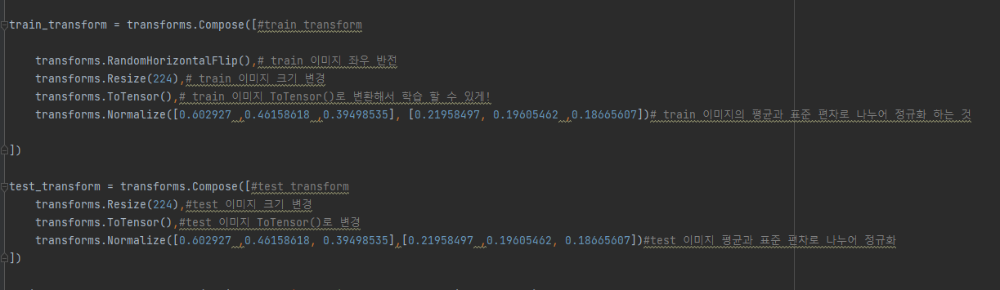 train_transform = transforms.Compose([#train transform
transforms.RandomHorizontalFlip(),# train 이미지 좌우 반전
transforms.Resize(224),# train 이미지 크기 변경
transforms.ToTensor(),# train 이미지 ToTensor()로 변환해서 학습 할 수 있게!
transforms.Normalize([0.602927 ,0.46158618 ,0.39498535], [0.21958497, 0.19605462 ,0.18665607])# train 이미지의 평균과 표준 편차로 나누어 정규화 하는 것
])
test_transform = transforms.Compose([#test transform
transforms.Resize(224),#test 이미지 크기 변경
transforms.ToTensor(),#test 이미지 ToTensor()로 변경
transforms.Normalize([0.602927 ,0.46158618, 0.39498535],[0.21958497 ,0.19605462, 0.18665607])#test 이미지 평균과 표준 편차로 나누어 정규화
])